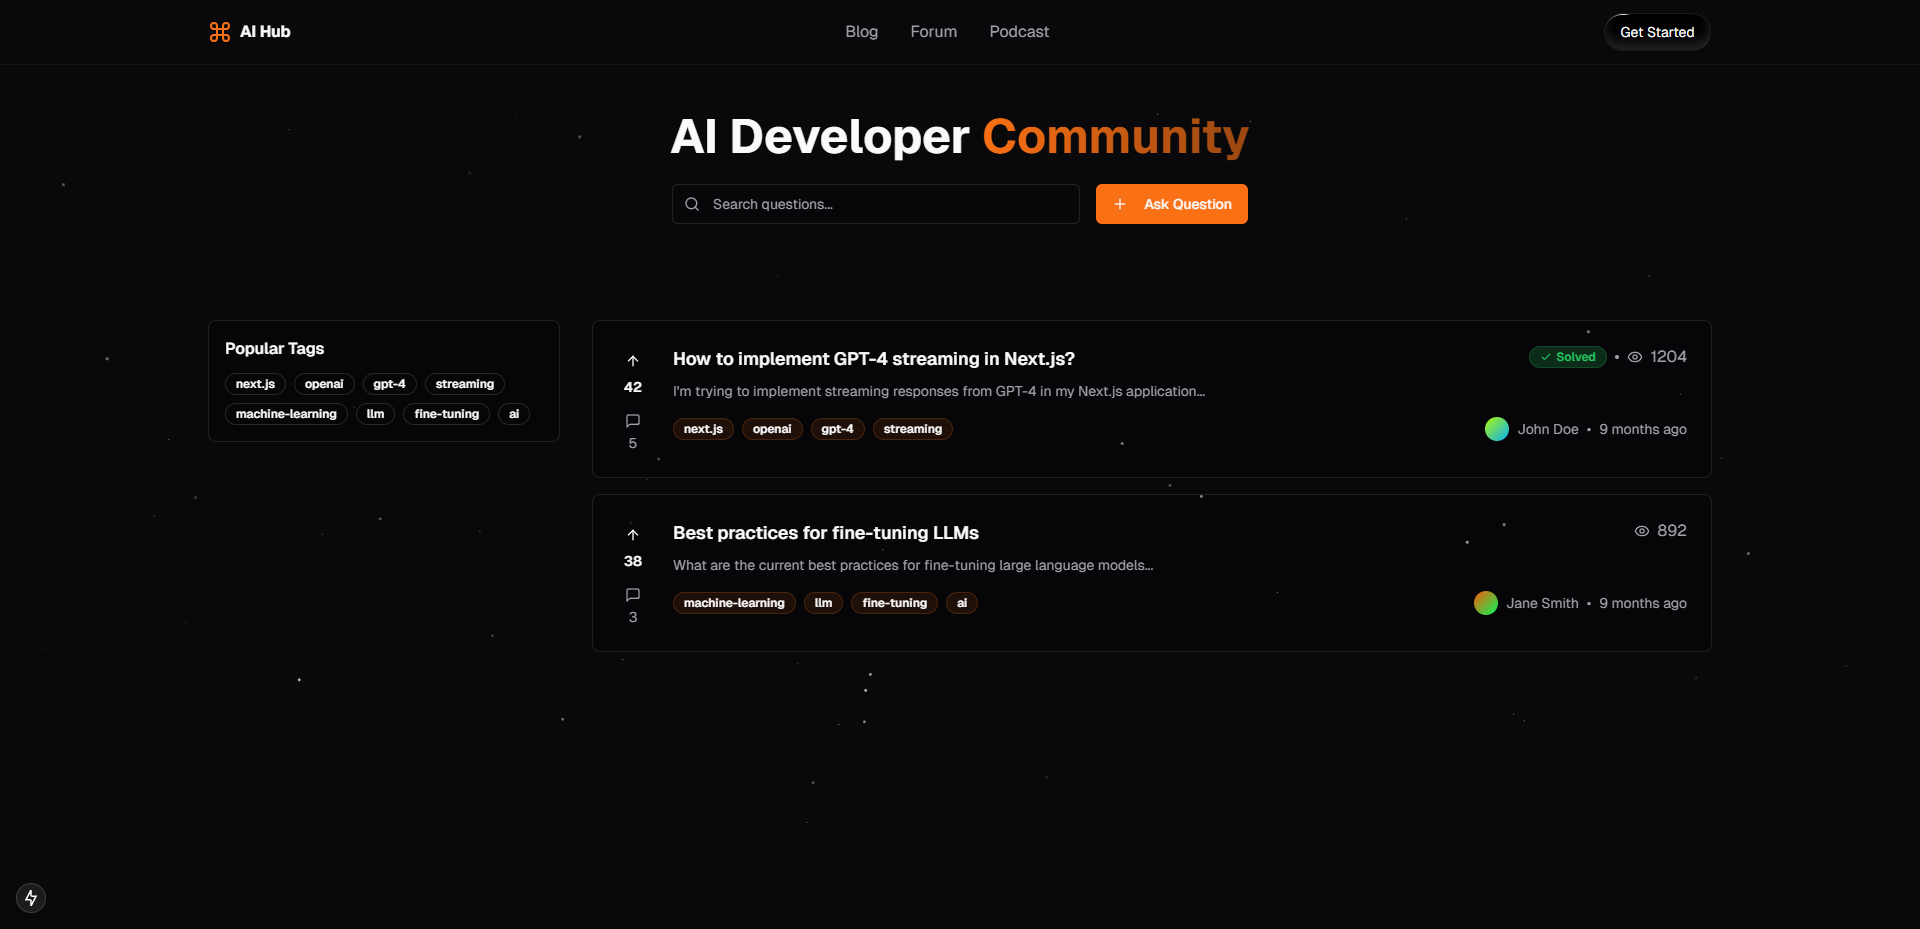 AI Hub
Blog Forum Podcast
Get Started
AI Developer Community
Search questions...
Ask Question
Popular Tags
next.js openai gpt-4 streaming
machine-learning llm fine-tuning ai
How to implement GPT-4 streaming in Next.js?
Solved • 1204
42
I'm trying to implement streaming responses from GPT-4 in my Next.js application...
next.js openai gpt-4 streaming
John Doe • 9 months ago
5
Best practices for fine-tuning LLMs
892
38
What are the current best practices for fine-tuning large language models...
machine-learning llm fine-tuning ai
Jane Smith • 9 months ago
3